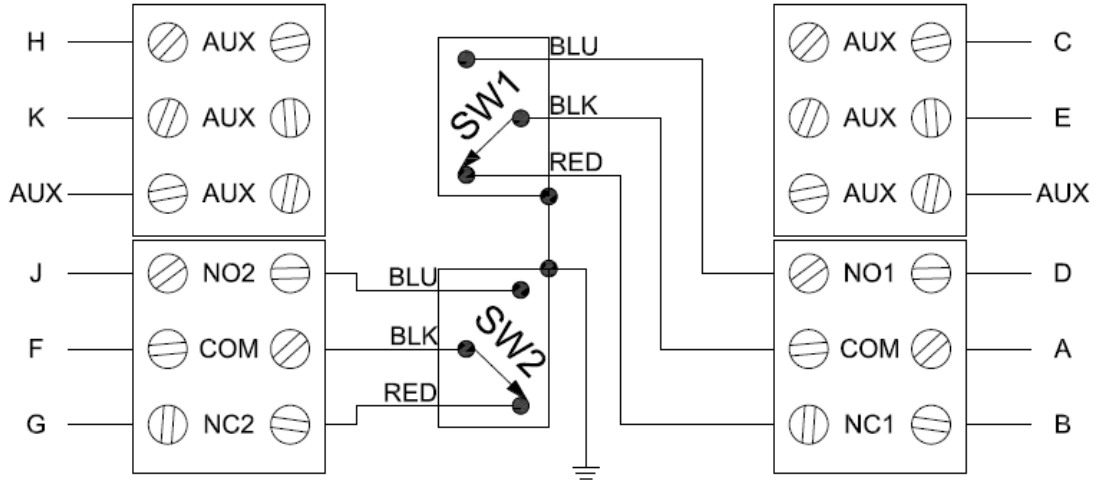 H AUX BLU AUX C
K AUX SW1 BLK AUX E
AUX AUX RED AUX AUX
J NO2 BLU NO1 D
F COM BLK SW2 COM A
G NC2 RED NC1 B